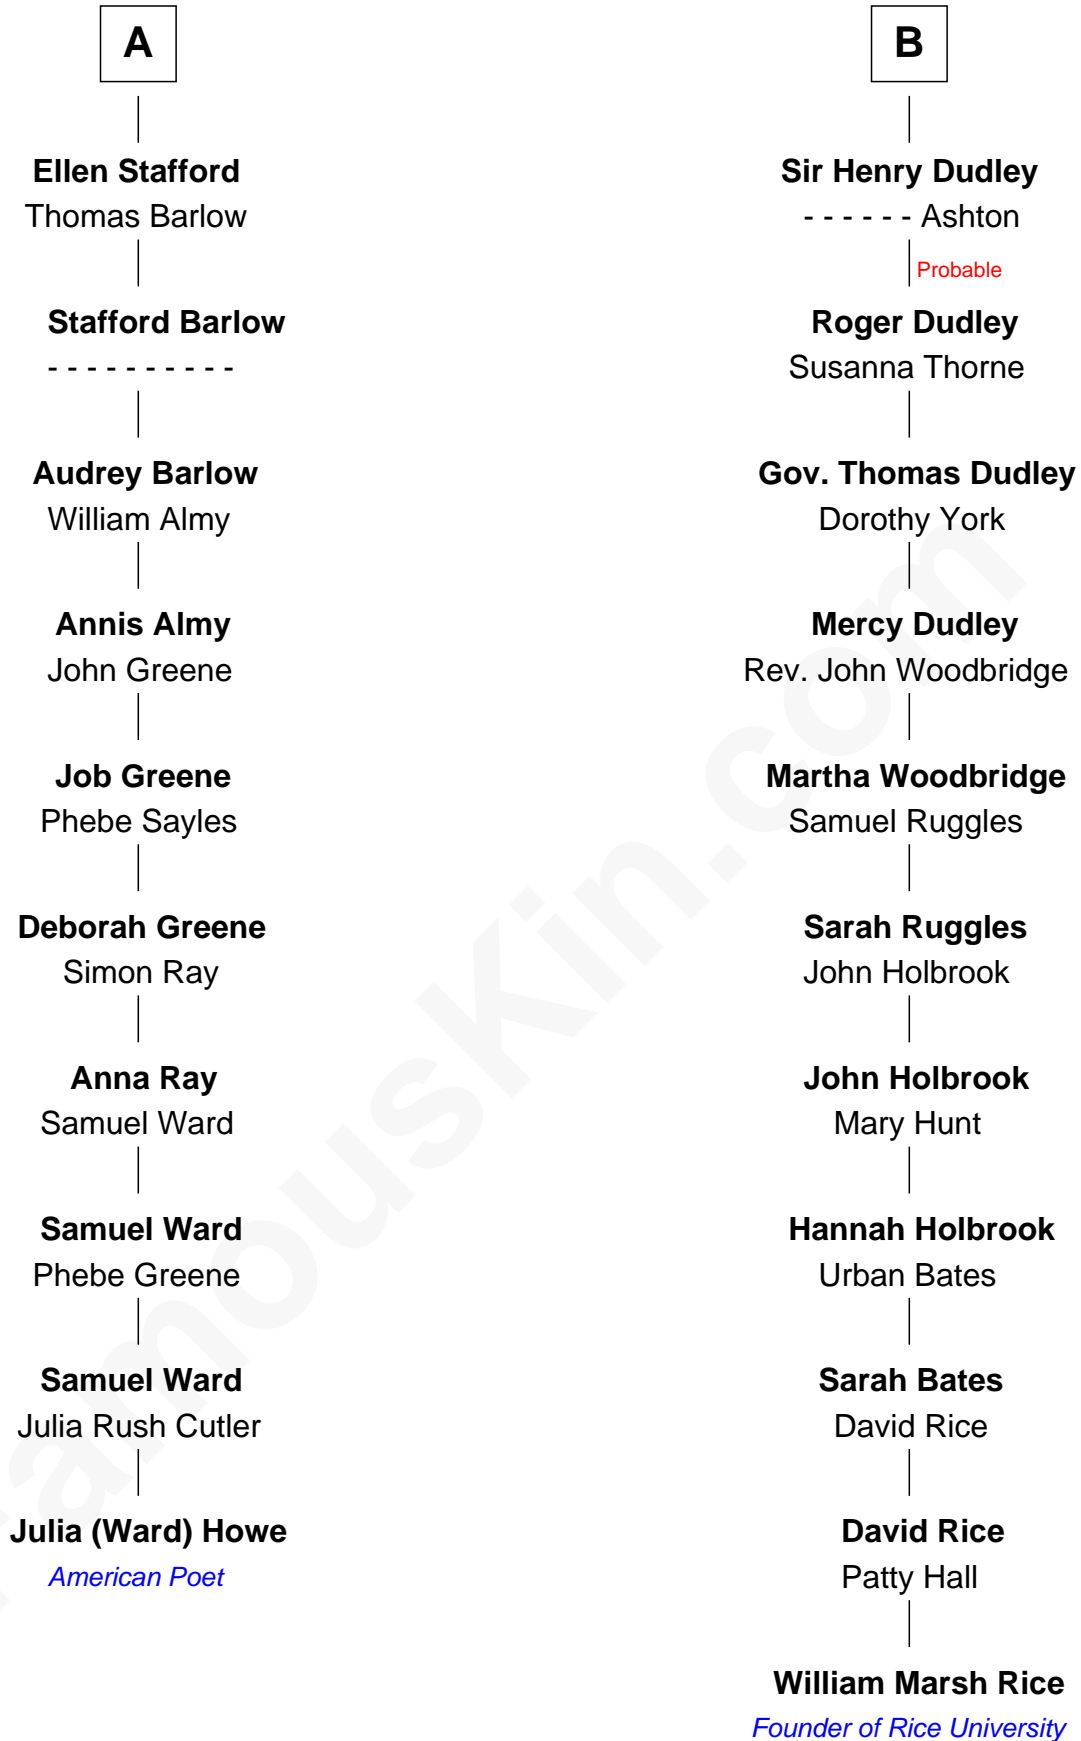 A
Ellen Stafford
Thomas Barlow
Stafford Barlow
- - - - - - - - - -
Audrey Barlow
William Almy
Annis Almy
John Greene
Job Greene
Phebe Sayles
Deborah Greene
Simon Ray
Anna Ray
Samuel Ward
Samuel Ward
Phebe Greene
Samuel Ward
Julia Rush Cutler
Julia (Ward) Howe
American Poet
B
Sir Henry Dudley
- - - - - - Ashton
Probable
Roger Dudley
Susanna Thorne
Gov. Thomas Dudley
Dorothy York
Mercy Dudley
Rev. John Woodbridge
Martha Woodbridge
Samuel Ruggles
Sarah Ruggles
John Holbrook
John Holbrook
Mary Hunt
Hannah Holbrook
Urban Bates
Sarah Bates
David Rice
David Rice
Patty Hall
William Marsh Rice
Founder of Rice University
FamousKin.com